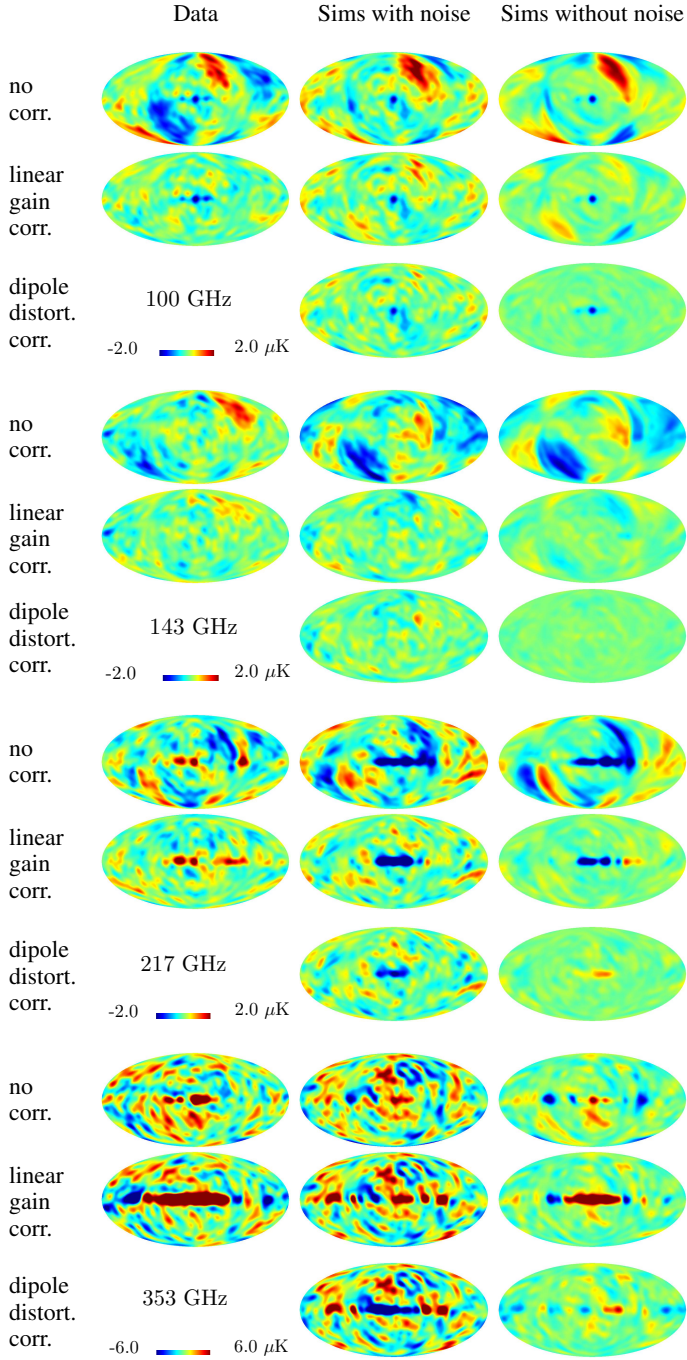 Data Sims with noise Sims without noise
no
corr.
linear
gain
corr.
dipole
distort.
corr.
100 GHz
-2.0 2.0 μK
no
corr.
linear
gain
corr.
dipole
distort.
corr.
143 GHz
-2.0 2.0 μK
no
corr.
linear
gain
corr.
dipole
distort.
corr.
217 GHz
-2.0 2.0 μK
no
corr.
linear
gain
corr.
dipole
distort.
corr.
353 GHz
-6.0 6.0 μK